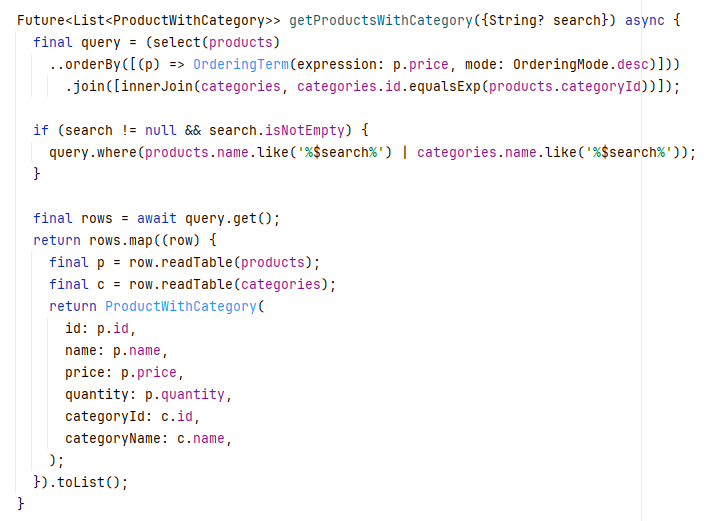 Future<List<ProductWithCategory>> getProductsWithCategory({String? search}) async {
  final query = (select(products)
    ..orderBy([(p) => OrderingTerm(expression: p.price, mode: OrderingMode.desc)]))
      .join([innerJoin(categories, categories.id.equalsExp(products.categoryId))]);

  if (search != null && search.isNotEmpty) {
    query.where(products.name.like('%$search%') | categories.name.like('%$search%'));
  }

  final rows = await query.get();
  return rows.map((row) {
    final p = row.readTable(products);
    final c = row.readTable(categories);
    return ProductWithCategory(
      id: p.id,
      name: p.name,
      price: p.price,
      quantity: p.quantity,
      categoryId: c.id,
      categoryName: c.name,
    );
  }).toList();
}